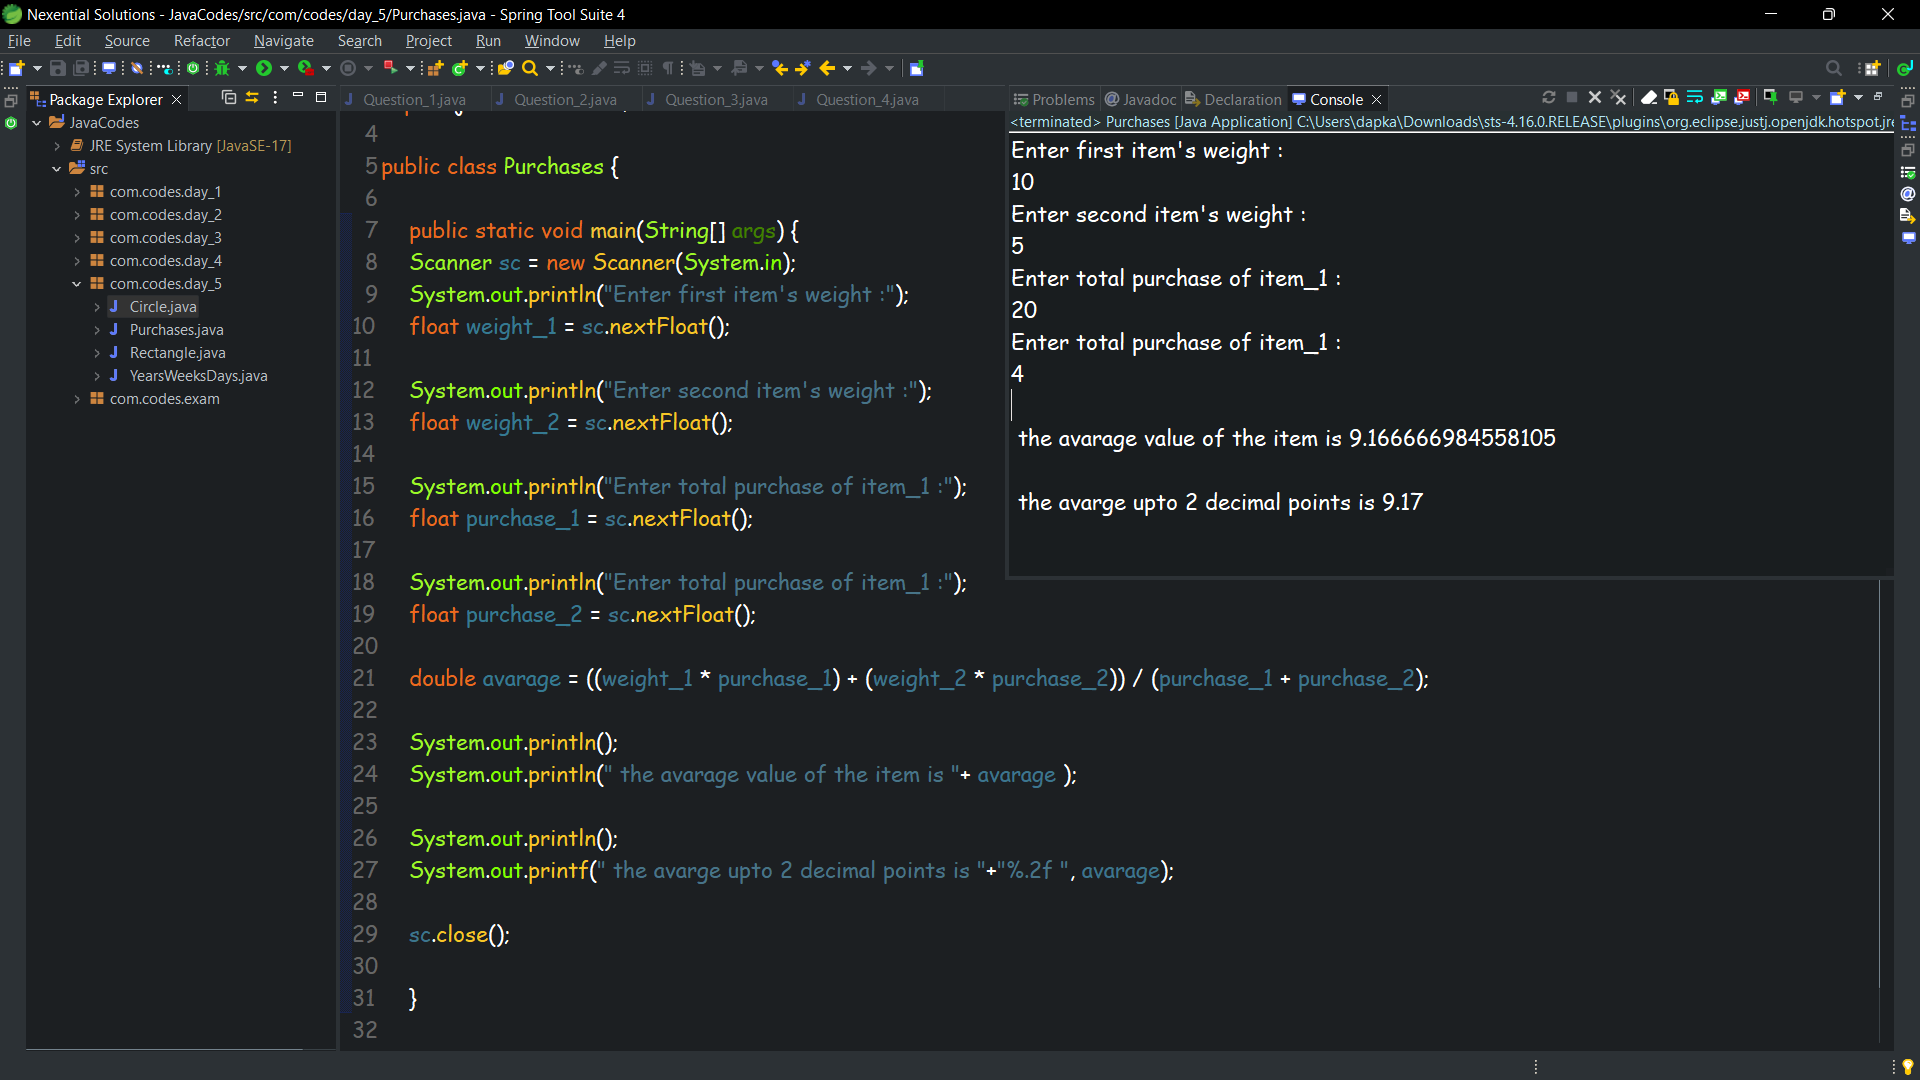 Nexential Solutions - JavaCodes/src/com/codes/day_5/Purchases.java - Spring Tool Suite 4
File Edit Source Refactor Navigate Search Project Run Window Help
Package Explorer
JavaCodes
JRE System Library [JavaSE-17]
src
com.codes.day_1
com.codes.day_2
com.codes.day_3
com.codes.day_4
com.codes.day_5
Circle.java
Purchases.java
Rectangle.java
YearsWeeksDays.java
com.codes.exam
Question_1.java Question_2.java Question_3.java Question_4.java
4
5 public class Purchases {
6
7 public static void main(String[] args) {
8 Scanner sc = new Scanner(System.in);
9 System.out.println("Enter first item's weight :");
10 float weight_1 = sc.nextFloat();
11
12 System.out.println("Enter second item's weight :");
13 float weight_2 = sc.nextFloat();
14
15 System.out.println("Enter total purchase of item_1 :");
16 float purchase_1 = sc.nextFloat();
17
18 System.out.println("Enter total purchase of item_1 :");
19 float purchase_2 = sc.nextFloat();
20
21 double avarage = ((weight_1 * purchase_1) + (weight_2 * purchase_2)) / (purchase_1 + purchase_2);
22
23 System.out.println();
24 System.out.println(" the avarage value of the item is "+ avarage );
25
26 System.out.println();
27 System.out.printf(" the avarge upto 2 decimal points is "+"%.2f ", avarage);
28
29 sc.close();
30
31 }
32
Problems @ Javadoc Declaration Console
<terminated> Purchases [Java Application] C:\Users\dapka\Downloads\sts-4.16.0.RELEASE\plugins\org.eclipse.justj.openjdk.hotspot.jre
Enter first item's weight :
10
Enter second item's weight :
5
Enter total purchase of item_1 :
20
Enter total purchase of item_1 :
4
the avarage value of the item is 9.166666984558105
the avarge upto 2 decimal points is 9.17